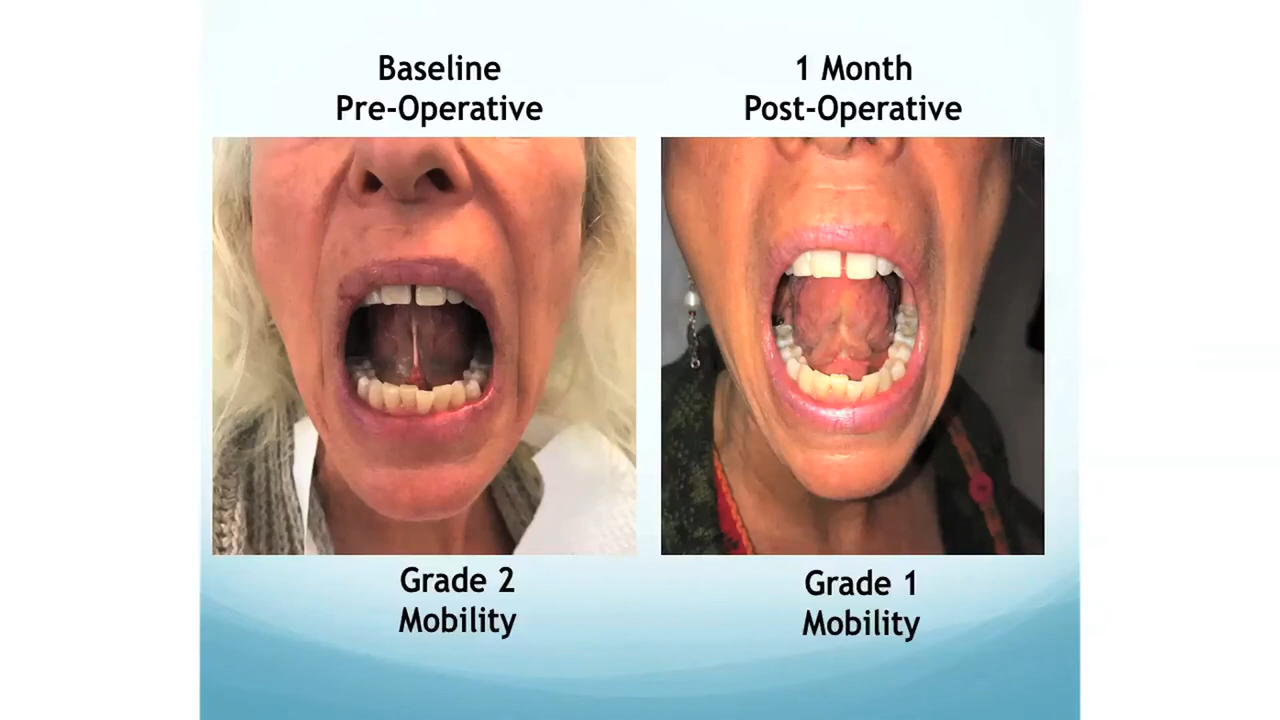 Baseline
Pre-Operative
1 Month
Post-Operative
Grade 2
Mobility
Grade 1
Mobility